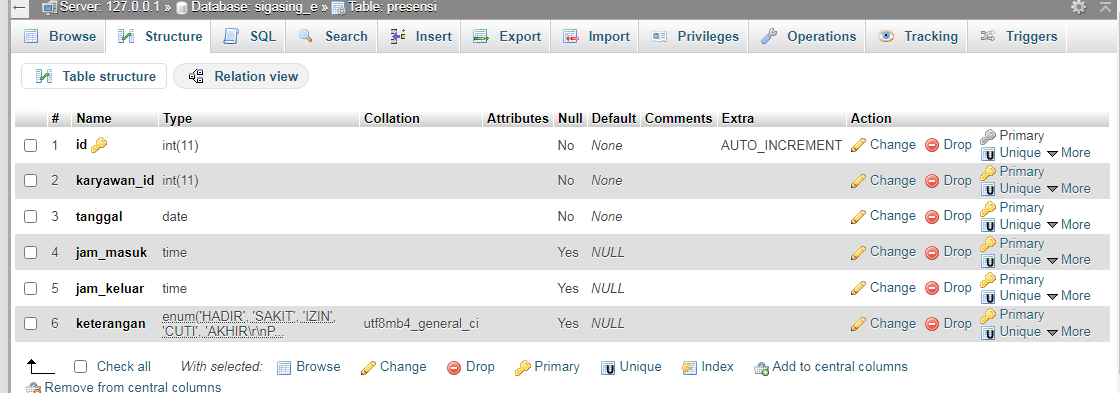 Server: 127.0.0.1 » Database: sigasing_e » Table: presensi
Browse Structure SQL Search Insert Export Import Privileges Operations Tracking Triggers
Table structure Relation view
# Name Type Collation Attributes Null Default Comments Extra Action
1 id int(11) No None AUTO_INCREMENT Change Drop Primary
Unique More
2 karyawan_id int(11) No None Change Drop Primary
Unique More
3 tanggal date No None Change Drop Primary
Unique More
4 jam_masuk time Yes NULL Change Drop Primary
Unique More
5 jam_keluar time Yes NULL Change Drop Primary
Unique More
6 keterangan enum('HADIR', 'SAKIT', 'IZIN', utf8mb4_general_ci Yes NULL Change Drop Primary
'CUTI', 'AKHIR\r\nP... Unique More
Check all With selected: Browse Change Drop Primary Unique Index Add to central columns
Remove from central columns